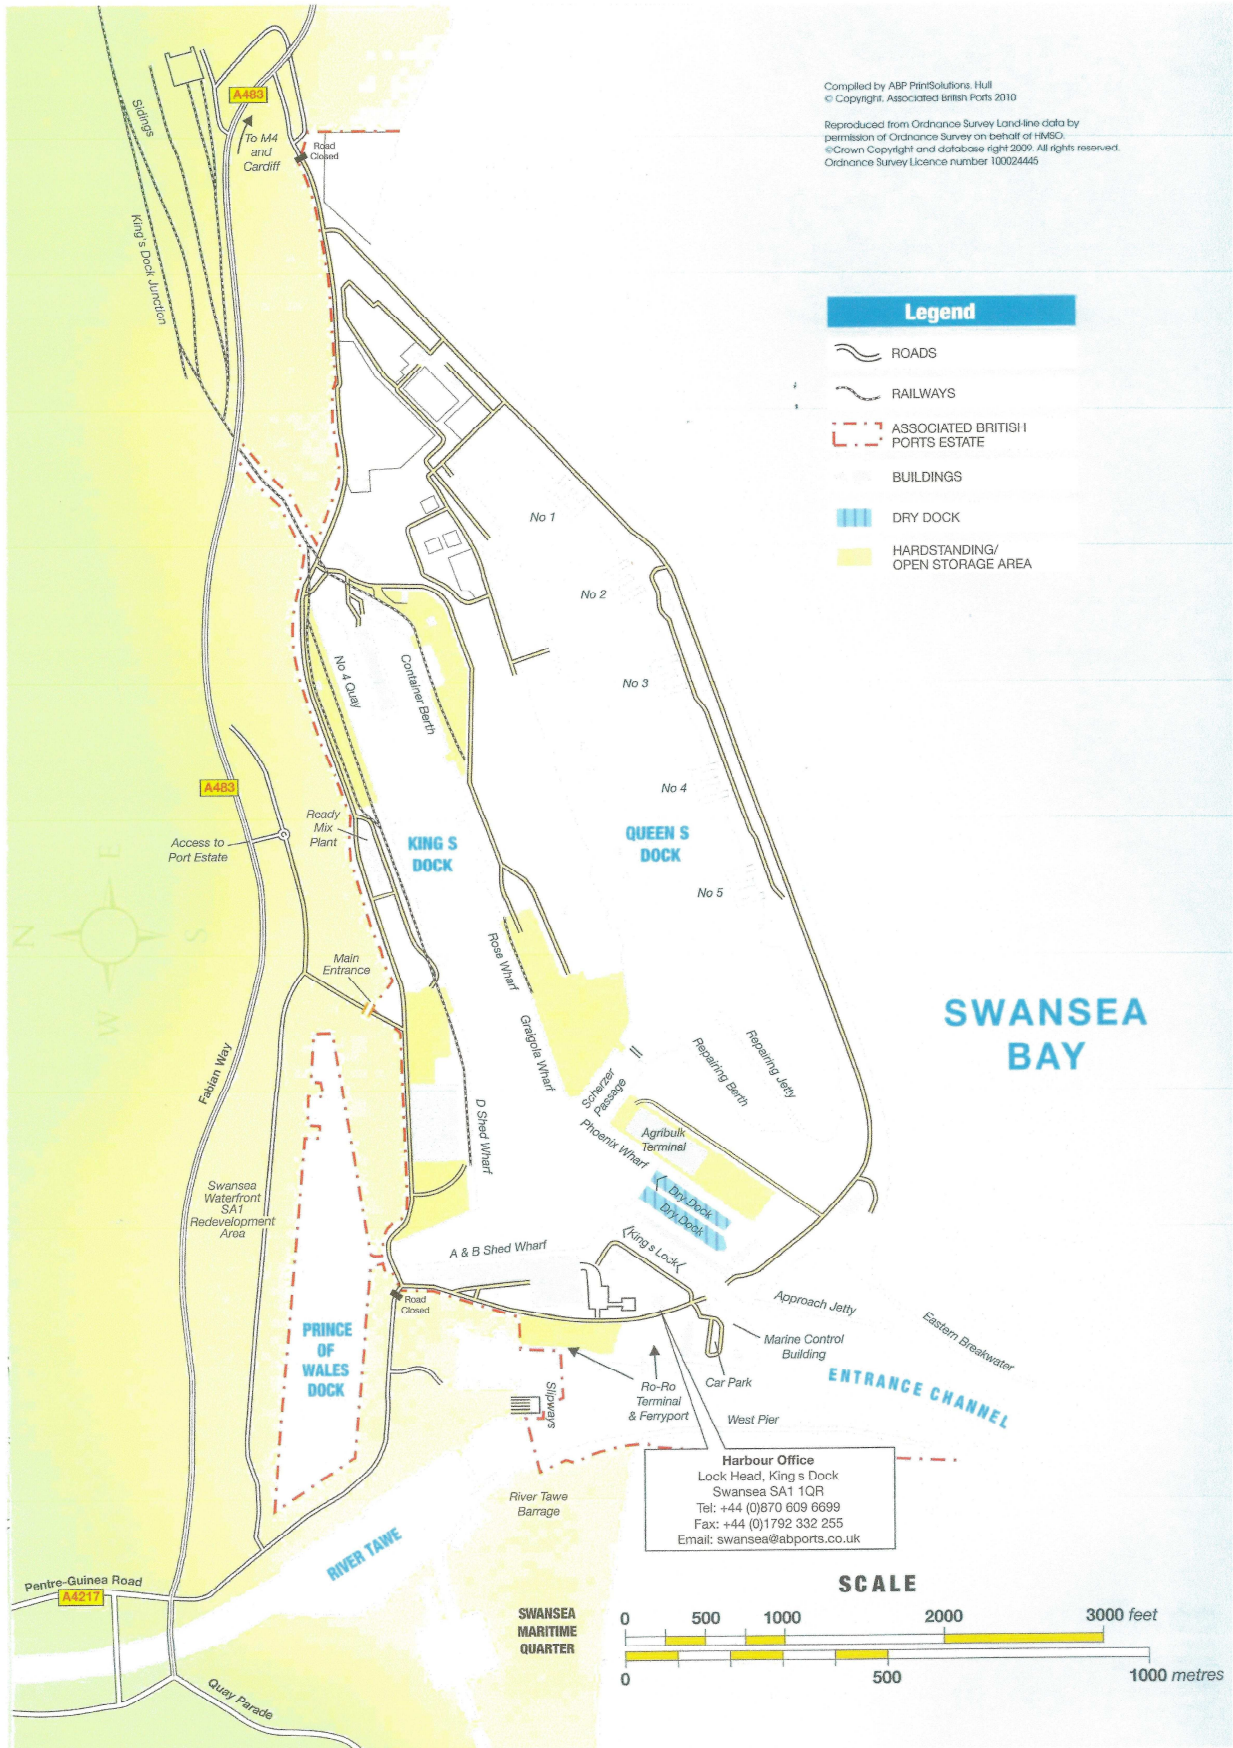 Compiled by ABP PrintSolutions. Hull
© Copyright. Associated British Ports 2010
Reproduced from Ordnance Survey Land-line data by
permission of Ordnance Survey on behalf of HMSO.
©Crown Copyright and database right 2009. All rights reserved.
Ordnance Survey Licence number 100024445
A483
To M4
and
Cardiff
Road
Closed
Sidings
King's Dock Junction
Legend
ROADS
RAILWAYS
ASSOCIATED BRITISH
PORTS ESTATE
BUILDINGS
DRY DOCK
HARDSTANDING/
OPEN STORAGE AREA
No 1
No 2
No 3
No 4
No 5
No 4 Quay
Container Berth
A483
Access to
Port Estate
Ready
Mix
Plant
KING S
DOCK
QUEEN S
DOCK
N
E
S
W
Main
Entrance
Rose Wharf
Graigola Wharf
SWANSEA
BAY
Fabian Way
D Shed Wharf
Scherzer
Passage
Repairing Berth
Repairing Jetty
Phoenix Wharf
Agribulk
Terminal
Dry Dock
Dry Dock
King s Lock
Swansea
Waterfront
SA1
Redevelopment
Area
A & B Shed Wharf
Road
Closed
Approach Jetty
Eastern Breakwater
Marine Control
Building
ENTRANCE CHANNEL
PRINCE
OF
WALES
DOCK
Slipways
Ro-Ro
Terminal
& Ferryport
Car Park
West Pier
Harbour Office
Lock Head, King s Dock
Swansea SA1 1QR
Tel: +44 (0)870 609 6699
Fax: +44 (0)1792 332 255
Email: swansea@abports.co.uk
River Tawe
Barrage
RIVER TAWE
Pentre-Guinea Road
A4217
Quay Parade
SWANSEA
MARITIME
QUARTER
SCALE
0 500 1000 2000 3000 feet
0 500 1000 metres